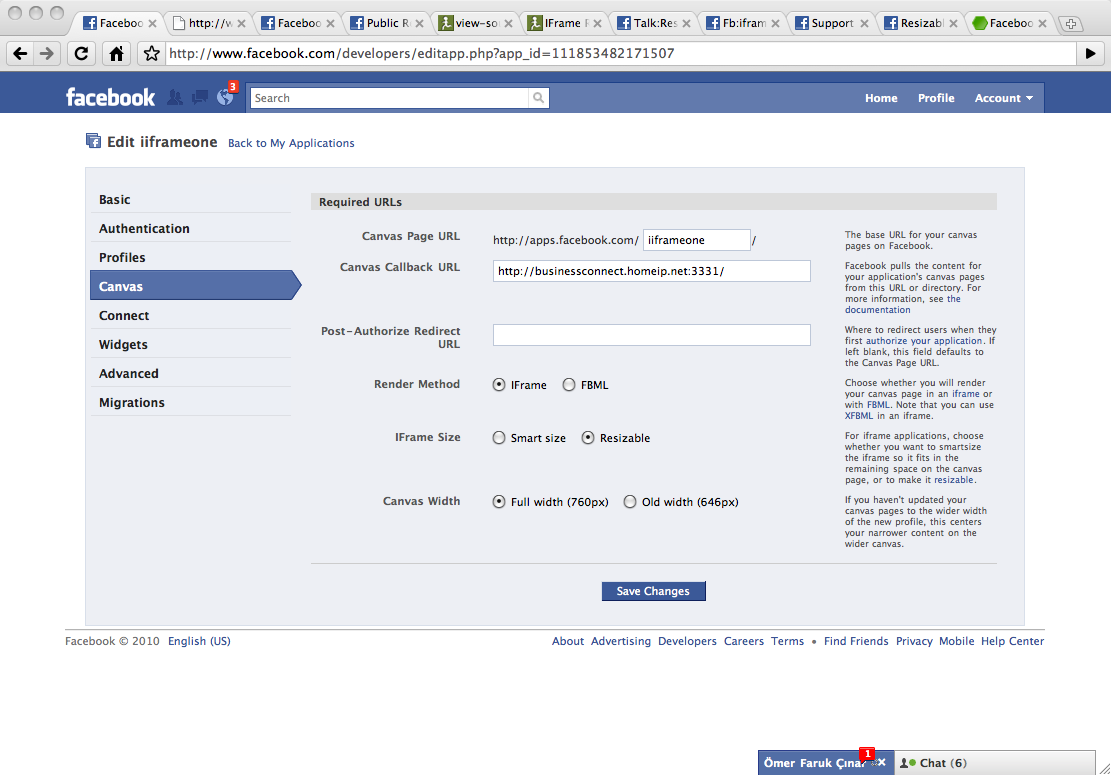 Faceboo
http://w
Faceboo
Public R
view-so
IFrame R
Talk:Res
Fb:ifram
Support
Resizabl
Faceboo
http://www.facebook.com/developers/editapp.php?app_id=111853482171507
facebook
3
Search
Home Profile Account
Edit iiframeone Back to My Applications
Basic
Authentication
Profiles
Canvas
Connect
Widgets
Advanced
Migrations
Required URLs
Canvas Page URL
http://apps.facebook.com/ iiframeone /
The base URL for your canvas
pages on Facebook.
Canvas Callback URL
http://businessconnect.homeip.net:3331/
Facebook pulls the content for
your application's canvas pages
from this URL or directory. For
more information, see the
documentation
Post-Authorize Redirect
URL
Where to redirect users when they
first authorize your application. If
left blank, this field defaults to
the Canvas Page URL.
Render Method
IFrame FBML
Choose whether you will render
your canvas page in an iframe or
with FBML. Note that you can use
XFBML in an iframe.
IFrame Size
Smart size Resizable
For iframe applications, choose
whether you want to smartsize
the iframe so it fits in the
remaining space on the canvas
page, or to make it resizable.
Canvas Width
Full width (760px) Old width (646px)
If you haven't updated your
canvas pages to the wider width
of the new profile, this centers
your narrower content on the
wider canvas.
Save Changes
Facebook © 2010 English (US)
About Advertising Developers Careers Terms • Find Friends Privacy Mobile Help Center
1
Ömer Faruk Çınar
Chat (6)